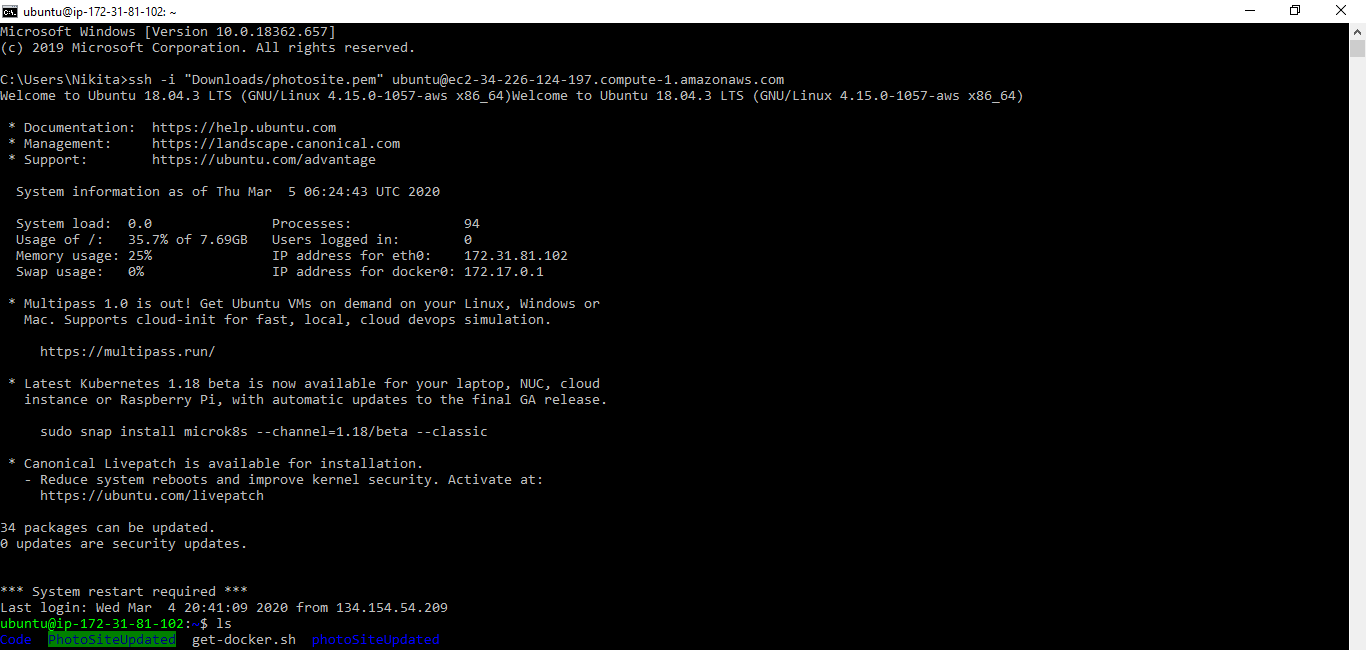 ubuntu@ip-172-31-81-102: ~
Microsoft Windows [Version 10.0.18362.657]
(c) 2019 Microsoft Corporation. All rights reserved.
C:\Users\Nikita>ssh -i "Downloads/photosite.pem" ubuntu@ec2-34-226-124-197.compute-1.amazonaws.com
Welcome to Ubuntu 18.04.3 LTS (GNU/Linux 4.15.0-1057-aws x86_64)Welcome to Ubuntu 18.04.3 LTS (GNU/Linux 4.15.0-1057-aws x86_64)
* Documentation:  https://help.ubuntu.com
* Management:     https://landscape.canonical.com
* Support:        https://ubuntu.com/advantage
System information as of Thu Mar  5 06:24:43 UTC 2020
System load:  0.0               Processes:              94
Usage of /:   35.7% of 7.69GB   Users logged in:        0
Memory usage: 25%               IP address for eth0:    172.31.81.102
Swap usage:   0%                IP address for docker0: 172.17.0.1
* Multipass 1.0 is out! Get Ubuntu VMs on demand on your Linux, Windows or
Mac. Supports cloud-init for fast, local, cloud devops simulation.
https://multipass.run/
* Latest Kubernetes 1.18 beta is now available for your laptop, NUC, cloud
instance or Raspberry Pi, with automatic updates to the final GA release.
sudo snap install microk8s --channel=1.18/beta --classic
* Canonical Livepatch is available for installation.
- Reduce system reboots and improve kernel security. Activate at:
https://ubuntu.com/livepatch
34 packages can be updated.
0 updates are security updates.
*** System restart required ***
Last login: Wed Mar  4 20:41:09 2020 from 134.154.54.209
ubuntu@ip-172-31-81-102:~$ ls
Code  PhotoSiteUpdated  get-docker.sh  photoSiteUpdated